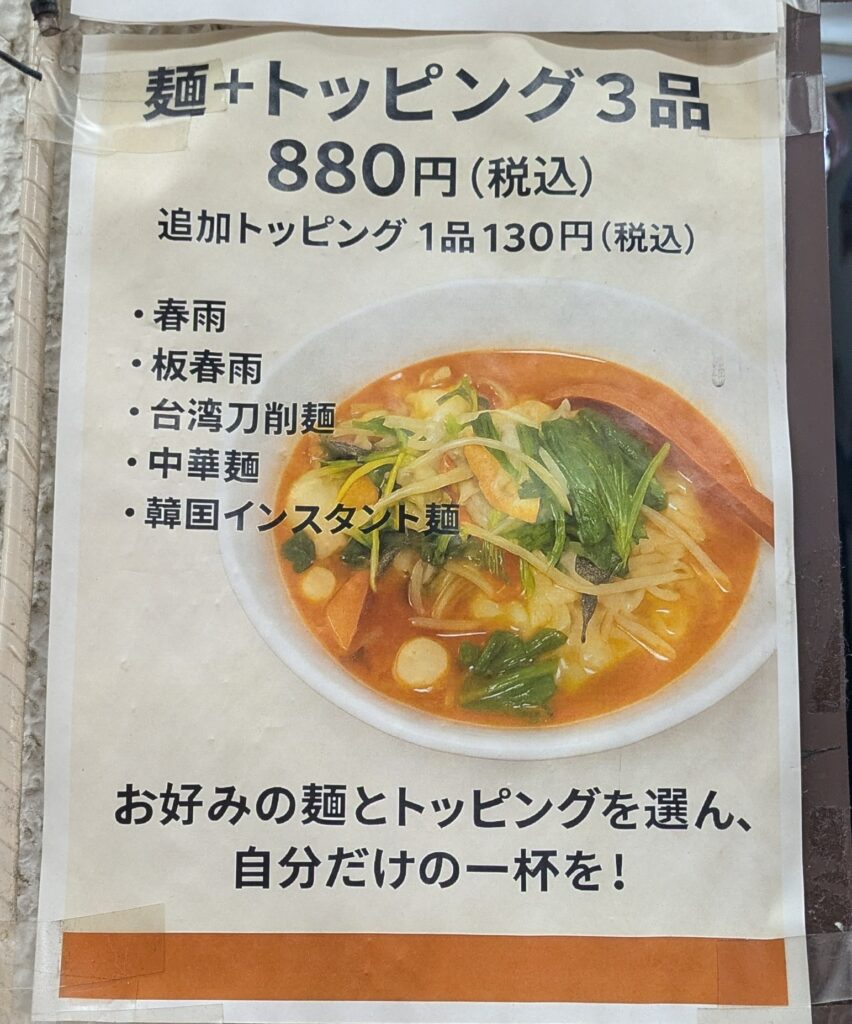 麺+トッピング3品
880円(税込)
追加トッピング 1品130円(税込)
・春雨
・板春雨
・台湾刀削麺
・中華麺
・韓国インスタント麺
お好みの麺とトッピングを選ん、
自分だけの一杯を!